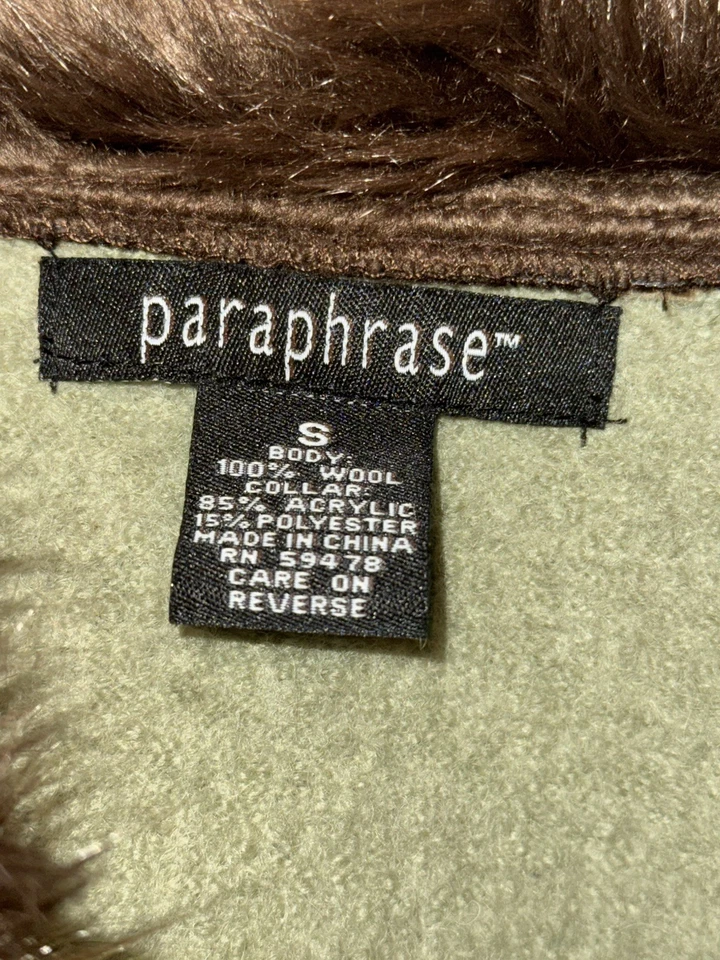 paraphrase™
S
BODY:
100% WOOL
COLLAR:
85% ACRYLIC
15% POLYESTER
MADE IN CHINA
RN 59478
CARE ON
REVERSE